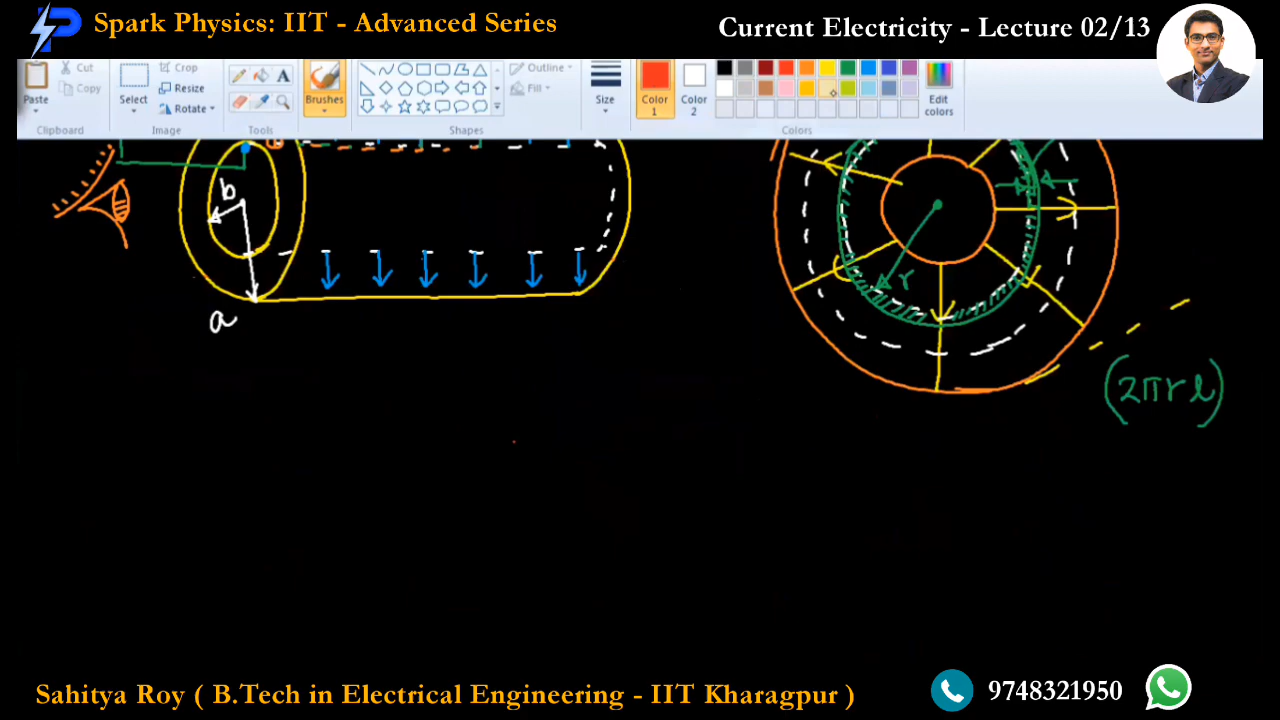 Spark Physics: IIT - Advanced Series
Current Electricity - Lecture 02/13
Paste
Cut
Copy
Clipboard
Select
Crop
Resize
Rotate
Image
A
Tools
Brushes
Shapes
Outline
Fill
Size
Color 1
Color 2
Edit colors
Colors
b
a
r
(2πrl)
Sahitya Roy ( B.Tech in Electrical Engineering - IIT Kharagpur )
9748321950